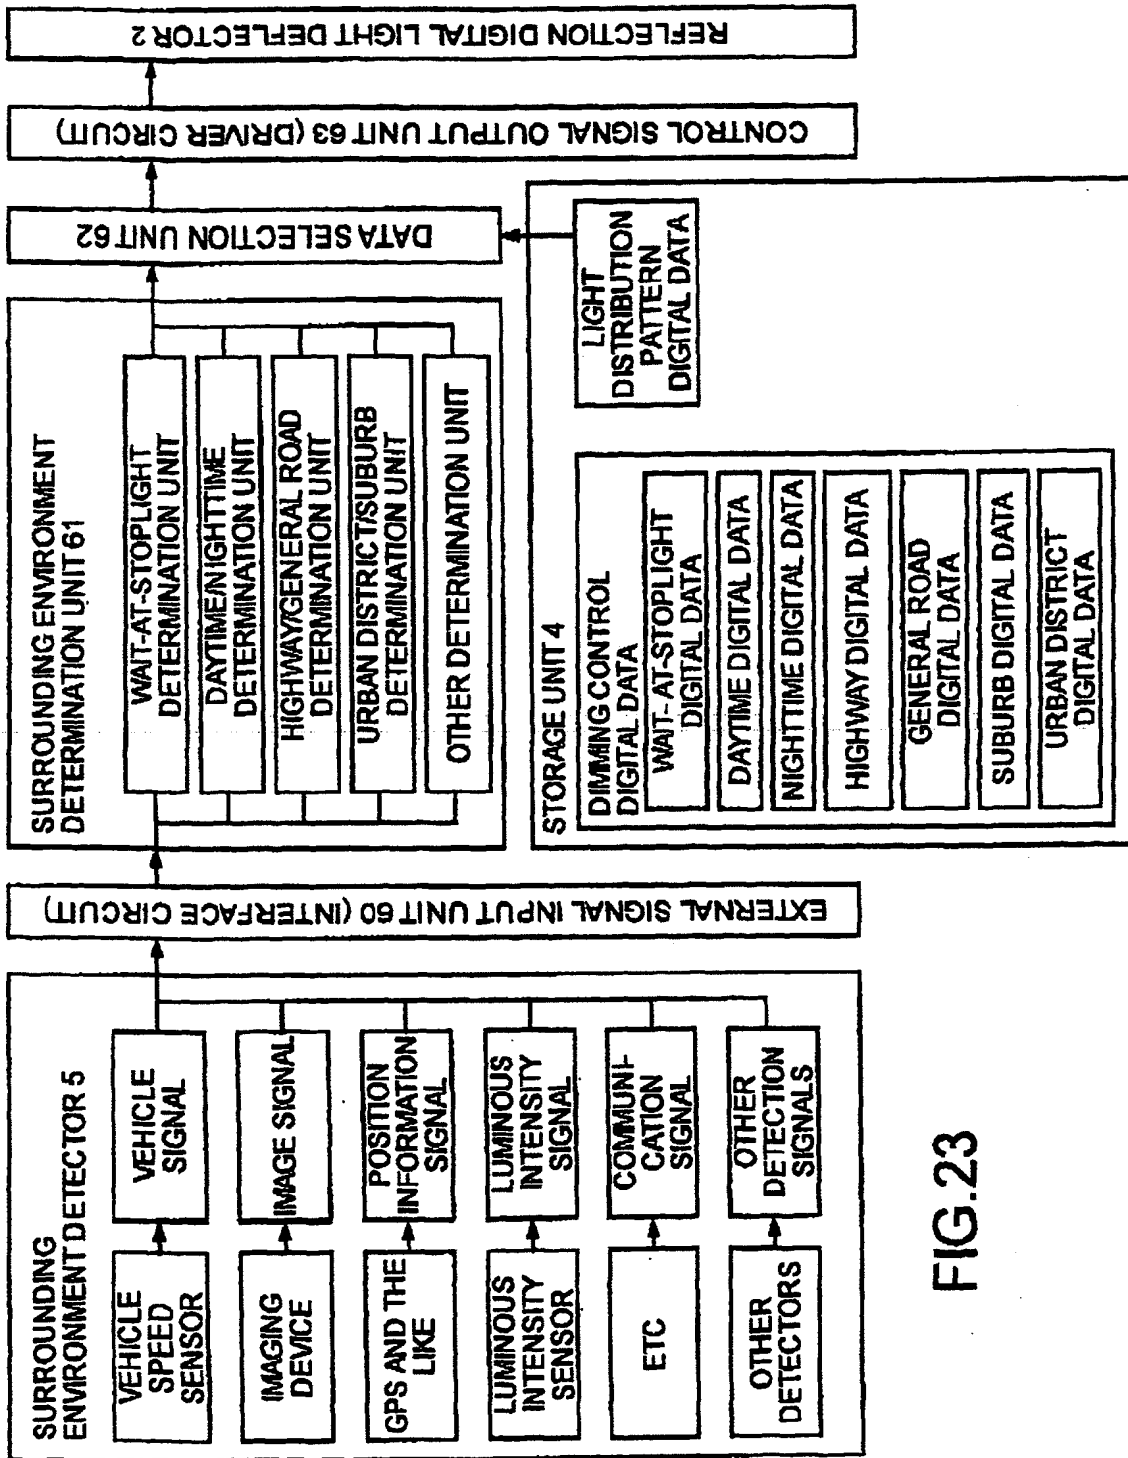 SURROUNDING
ENVIRONMENT DETECTOR 5
VEHICLE
SPEED
SENSOR
VEHICLE
SIGNAL
IMAGING
DEVICE
IMAGE SIGNAL
GPS AND THE
LIKE
POSITION
INFORMATION
SIGNAL
LUMINOUS
INTENSITY
SENSOR
LUMINOUS
INTENSITY
SIGNAL
ETC
COMMUNI-
CATION
SIGNAL
OTHER
DETECTORS
OTHER
DETECTION
SIGNALS
EXTERNAL SIGNAL INPUT UNIT 60 (INTERFACE CIRCUIT)
SURROUNDING ENVIRONMENT
DETERMINATION UNIT 61
WAIT-AT-STOPLIGHT
DETERMINATION UNIT
DAYTIME/NIGHTTIME
DETERMINATION UNIT
HIGHWAY/GENERAL ROAD
DETERMINATION UNIT
URBAN DISTRICT/SUBURB
DETERMINATION UNIT
OTHER DETERMINATION UNIT
DATA SELECTION UNIT 62
CONTROL SIGNAL OUTPUT UNIT 63 (DRIVER CIRCUIT)
REFLECTION DIGITAL LIGHT DEFLECTOR 2
STORAGE UNIT 4
DIMMING CONTROL
DIGITAL DATA
WAIT-AT-STOPLIGHT
DIGITAL DATA
DAYTIME DIGITAL DATA
NIGHTTIME DIGITAL DATA
HIGHWAY DIGITAL DATA
GENERAL ROAD
DIGITAL DATA
SUBURB DIGITAL DATA
URBAN DISTRICT
DIGITAL DATA
LIGHT
DISTRIBUTION
PATTERN
DIGITAL DATA
FIG.23